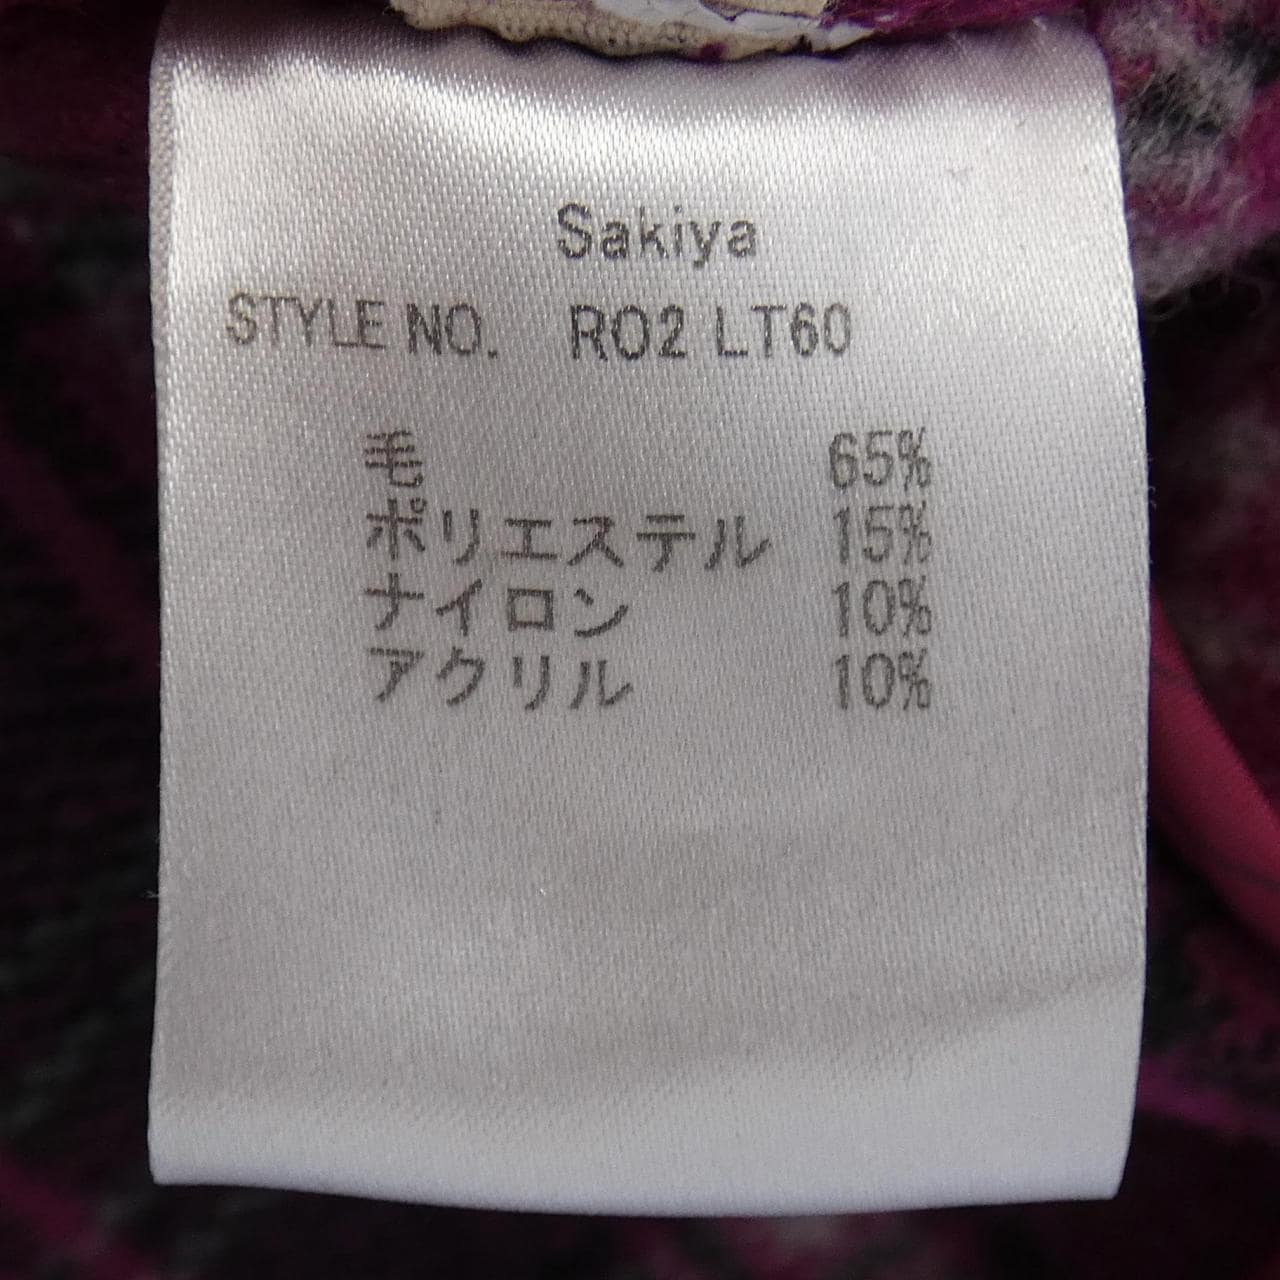 Sakiya
STYLE NO. R02 LT60
毛 65%
ポリエステル 15%
ナイロン 10%
アクリル 10%